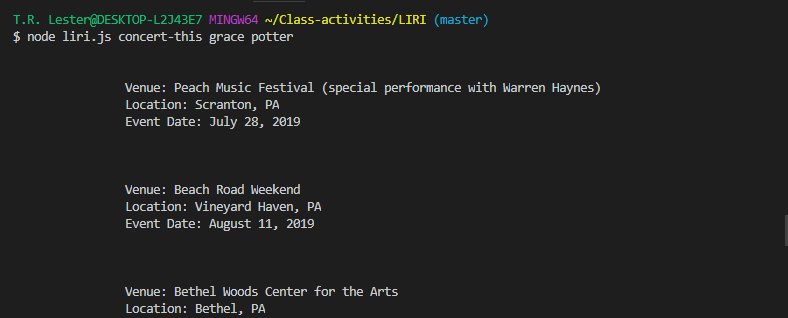 T.R. Lester@DESKTOP-L2J43E7 MINGW64 ~/Class-activities/LIRI (master)
$ node liri.js concert-this grace potter
Venue: Peach Music Festival (special performance with Warren Haynes)
Location: Scranton, PA
Event Date: July 28, 2019
Venue: Beach Road Weekend
Location: Vineyard Haven, PA
Event Date: August 11, 2019
Venue: Bethel Woods Center for the Arts
Location: Bethel, PA